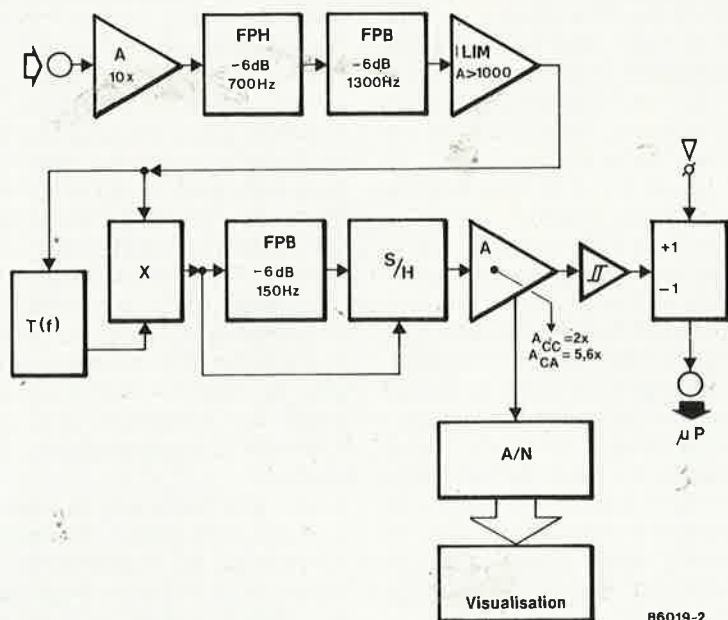 A
10x
FPH
-6dB
700Hz
FPB
-6dB
1300Hz
LIM
A>1000
T(f)
X
FPB
-6dB
150Hz
S/H
A
A_CC = 2x
A_CA = 5,6x
+1
-1
μP
A/N
Visualisation
86019-2